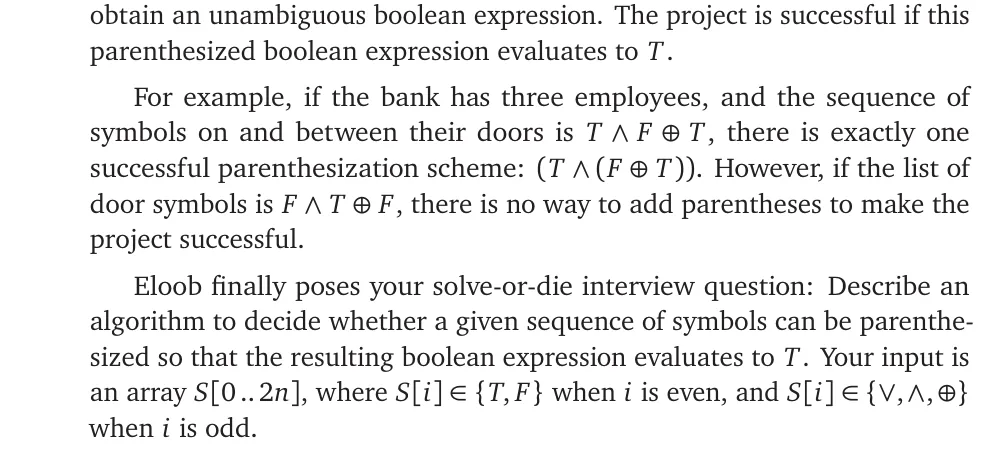 obtain an unambiguous boolean expression. The project is successful if this
parenthesized boolean expression evaluates to T.
For example, if the bank has three employees, and the sequence of
symbols on and between their doors is T ∧ F ⊕ T, there is exactly one
successful parenthesization scheme: (T ∧ (F ⊕ T)). However, if the list of
door symbols is F ∧ T ⊕ F, there is no way to add parentheses to make the
project successful.
Eloob finally poses your solve-or-die interview question: Describe an
algorithm to decide whether a given sequence of symbols can be parenthe-
sized so that the resulting boolean expression evaluates to T. Your input is
an array S[0 .. 2n], where S[i] ∈ {T, F} when i is even, and S[i] ∈ {∨, ∧, ⊕}
when i is odd.